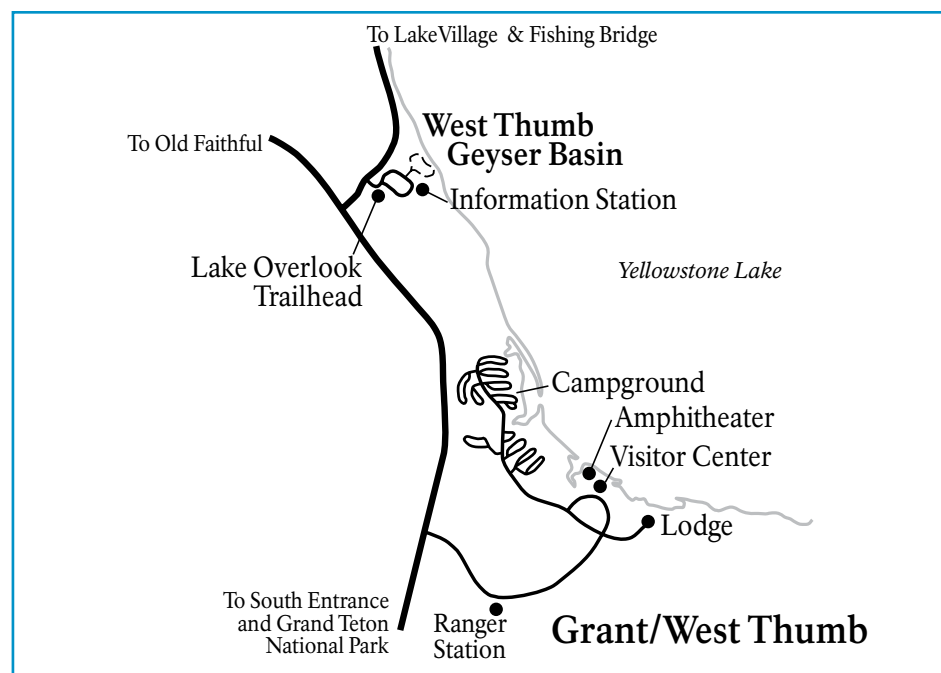 To LakeVillage & Fishing Bridge
To Old Faithful
West Thumb
Geyser Basin
Information Station
Lake Overlook
Trailhead
Yellowstone Lake
Campground
Amphitheater
Visitor Center
Lodge
To South Entrance
and Grand Teton
National Park
Ranger
Station
Grant/West Thumb